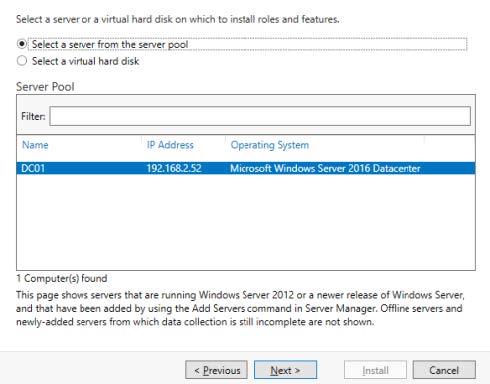 Select a server or a virtual hard disk on which to install roles and features.
Select a server from the server pool
Select a virtual hard disk
Server Pool
Filter:
Name IP Address Operating System
DC01 192.168.2.52 Microsoft Windows Server 2016 Datacenter
1 Computer(s) found
This page shows servers that are running Windows Server 2012 or a newer release of Windows Server,
and that have been added by using the Add Servers command in Server Manager. Offline servers and
newly-added servers from which data collection is still incomplete are not shown.
< Previous Next > Install Cancel